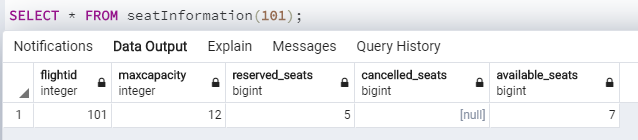 SELECT * FROM seatInformation(101);
Notifications Data Output Explain Messages Query History
flightid maxcapacity reserved_seats cancelled_seats available_seats
integer integer bigint bigint bigint
1 101 12 5 [null] 7